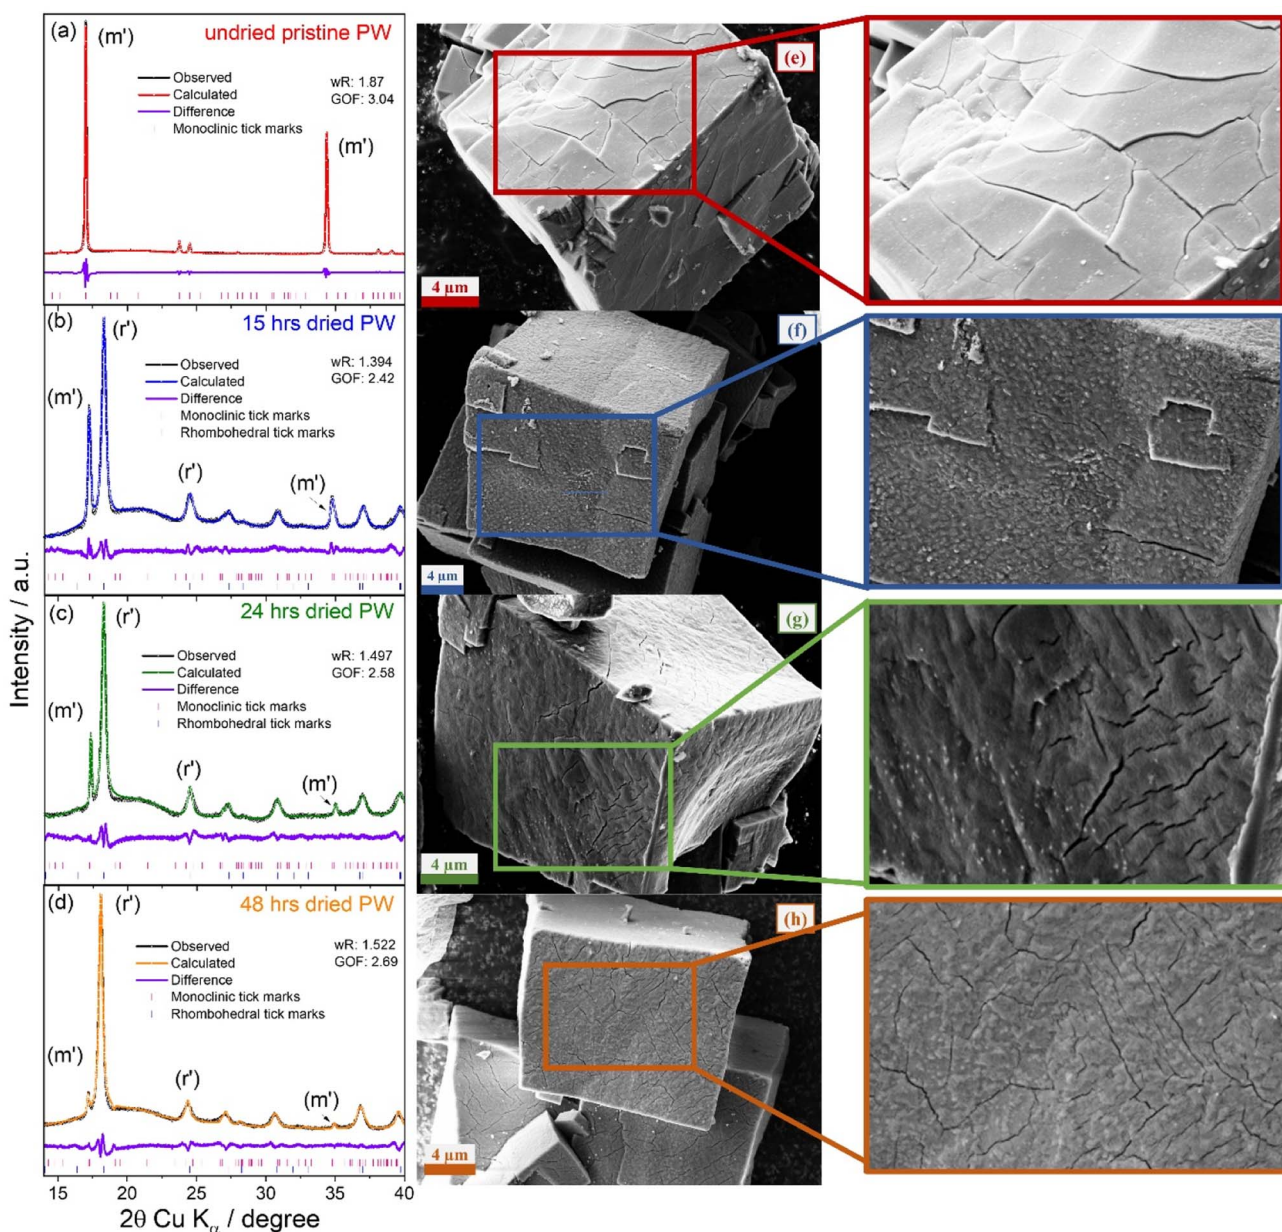 (a)
undried pristine PW
(m')
Observed
Calculated
Difference
Monoclinic tick marks
wR: 1.87
GOF: 3.04
(m')
(b)
15 hrs dried PW
(r')
Observed
Calculated
Difference
Monoclinic tick marks
Rhombohedral tick marks
wR: 1.394
GOF: 2.42
(m')
(r')
(m')
(c)
24 hrs dried PW
(r')
Observed
Calculated
Difference
Monoclinic tick marks
Rhombohedral tick marks
wR: 1.497
GOF: 2.58
(m')
(r')
(m')
(d)
48 hrs dried PW
(r')
Observed
Calculated
Difference
Monoclinic tick marks
Rhombohedral tick marks
wR: 1.522
GOF: 2.69
(m')
(r')
(m')
15 20 25 30 35 40
2θ Cu Kα / degree
Intensity / a.u.
(e)
4 µm
(f)
4 µm
(g)
4 µm
(h)
4 µm